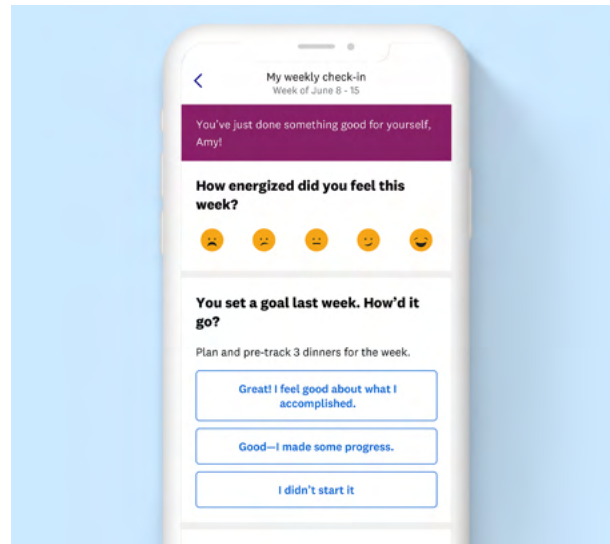 My weekly check-in
Week of June 8 - 15
You've just done something good for yourself,
Amy!
How energized did you feel this
week?
You set a goal last week. How'd it
go?
Plan and pre-track 3 dinners for the week.
Great! I feel good about what I
accomplished.
Good—I made some progress.
I didn't start it